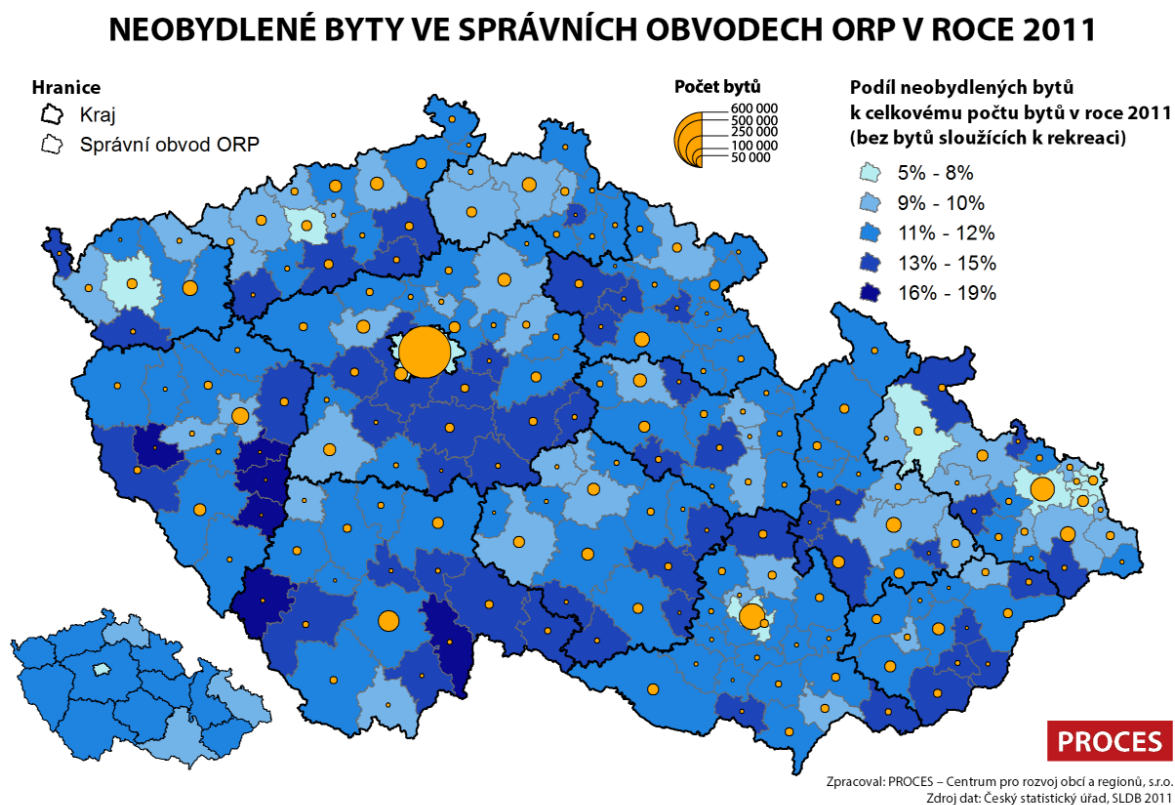 NEOBYDLENÉ BYTY VE SPRÁVNÍCH OBVODECH ORP V ROCE 2011
Hranice
Kraj
Správní obvod ORP
Počet bytů
600 000
500 000
250 000
100 000
50 000
Podíl neobydlených bytů
k celkovému počtu bytů v roce 2011
(bez bytů sloužících k rekreaci)
5% - 8%
9% - 10%
11% - 12%
13% - 15%
16% - 19%
PROCES
Zpracoval: PROCES – Centrum pro rozvoj obcí a regionů, s.r.o.
Zdroj dat: Český statistický úřad, SLDB 2011